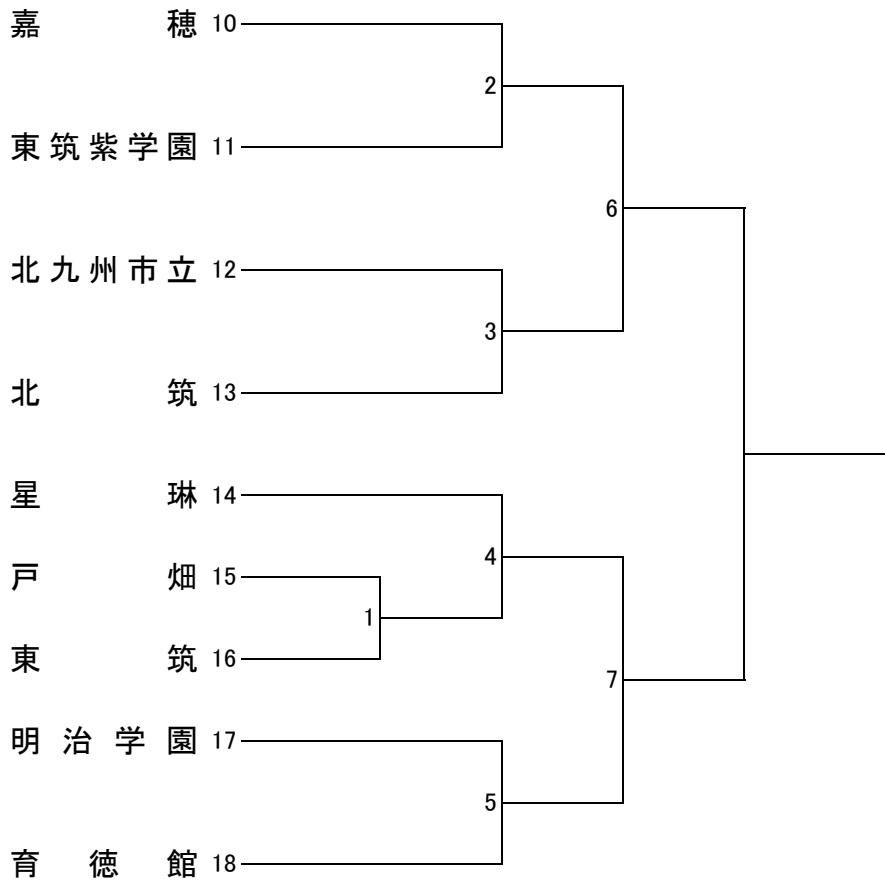 嘉穂 10
2
東筑紫学園 11
6
北九州市立 12
3
北筑 13
星琳 14
4
戸畑 15
1
東筑 16
7
明治学園 17
5
育徳館 18